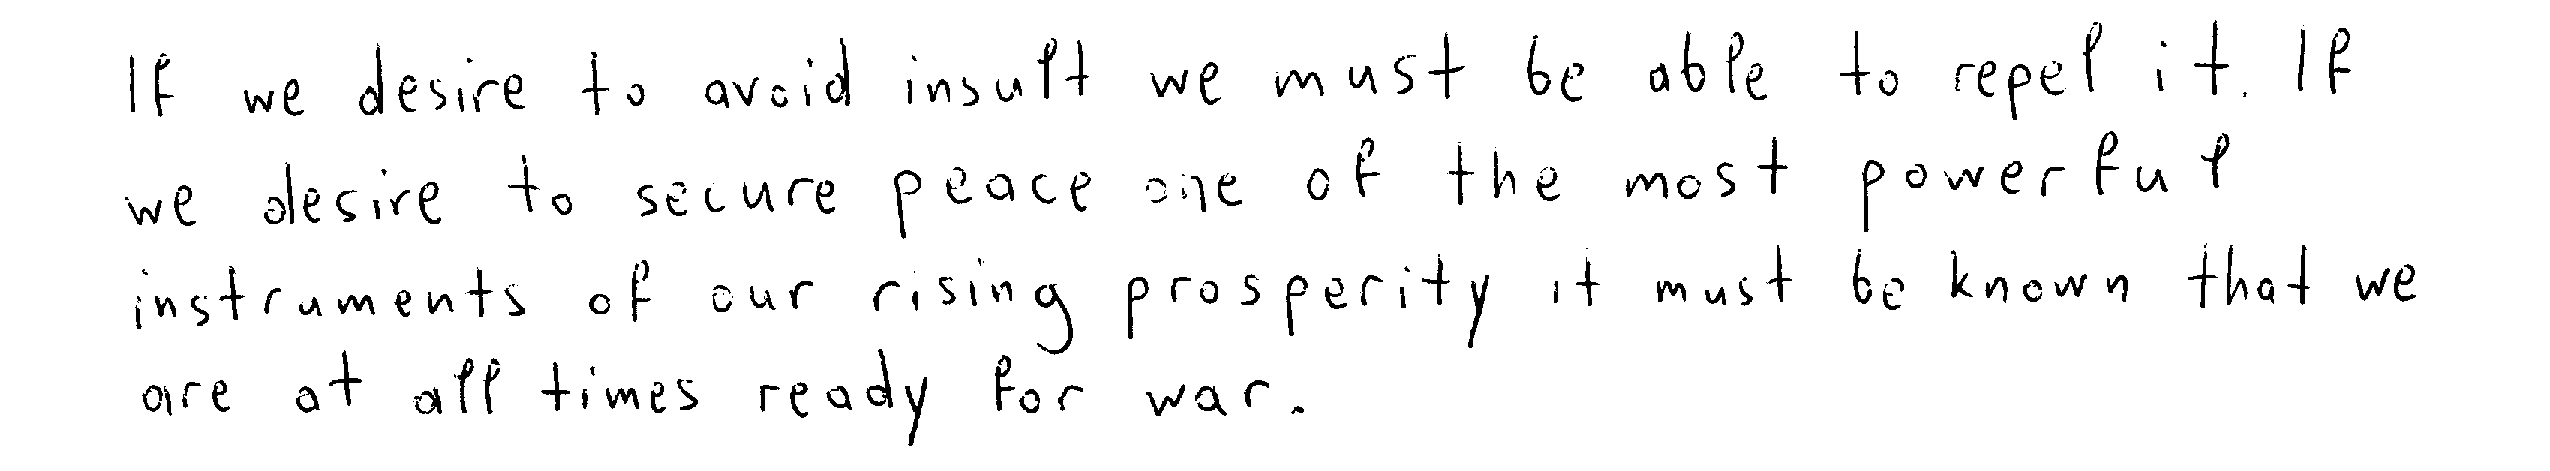 If we desire to avoid insult we must be able to repel it. If
we desire to secure peace one of the most powerful
instruments of our rising prosperity it must be known that we
are at all times ready for war.